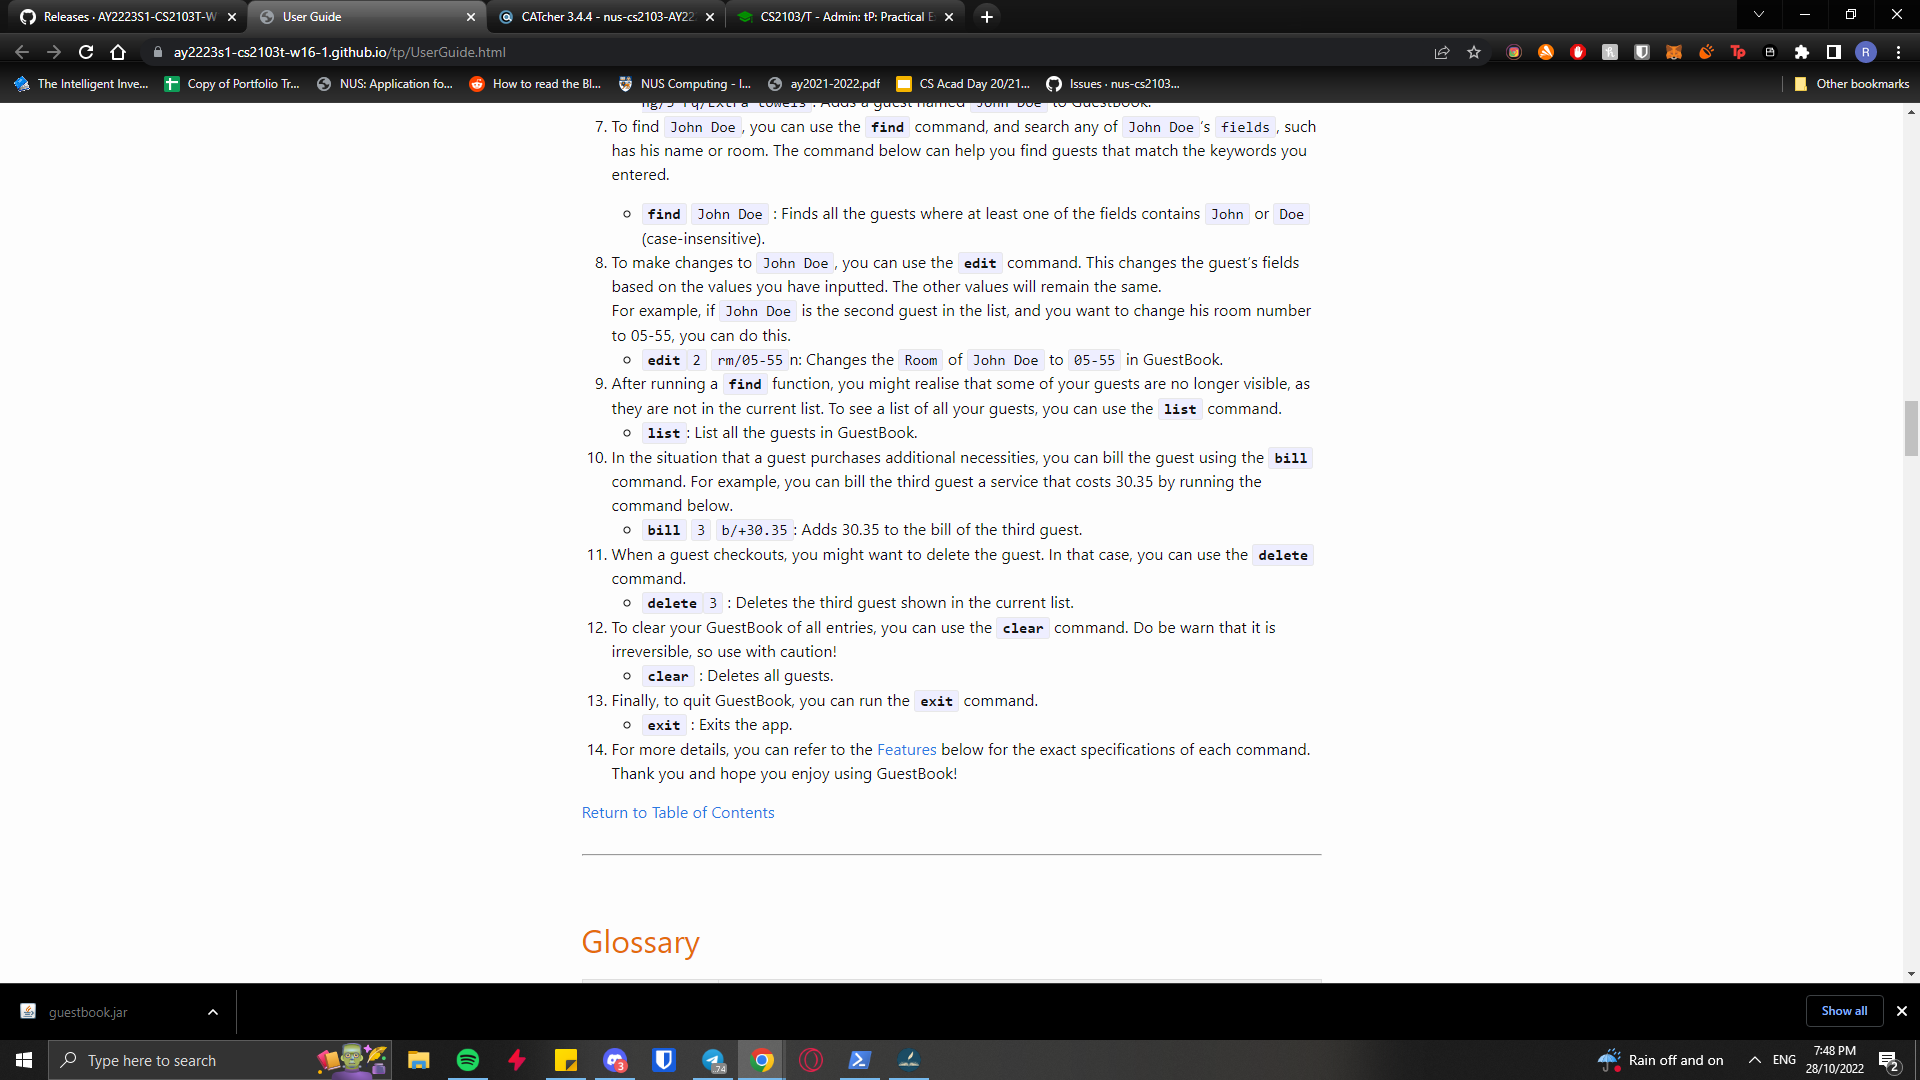 Releases · AY2223S1-CS2103T-W
User Guide
CATcher 3.4.4 - nus-cs2103-AY22
CS2103/T - Admin: tP: Practical E
ay2223s1-cs2103t-w16-1.github.io/tp/UserGuide.html
The Intelligent Inve...
Copy of Portfolio Tr...
NUS: Application fo...
How to read the Bl...
NUS Computing - I...
ay2021-2022.pdf
CS Acad Day 20/21...
Issues · nus-cs2103...
Other bookmarks
ng/5 rq/Extra towels : Adds a guest named John Doe to GuestBook.
7. To find John Doe, you can use the find command, and search any of John Doe's fields, such
has his name or room. The command below can help you find guests that match the keywords you
entered.
find John Doe : Finds all the guests where at least one of the fields contains John or Doe
(case-insensitive).
8. To make changes to John Doe, you can use the edit command. This changes the guest's fields
based on the values you have inputted. The other values will remain the same.
For example, if John Doe is the second guest in the list, and you want to change his room number
to 05-55, you can do this.
edit 2 rm/05-55 n: Changes the Room of John Doe to 05-55 in GuestBook.
9. After running a find function, you might realise that some of your guests are no longer visible, as
they are not in the current list. To see a list of all your guests, you can use the list command.
list: List all the guests in GuestBook.
10. In the situation that a guest purchases additional necessities, you can bill the guest using the bill
command. For example, you can bill the third guest a service that costs 30.35 by running the
command below.
bill 3 b/+30.35: Adds 30.35 to the bill of the third guest.
11. When a guest checkouts, you might want to delete the guest. In that case, you can use the delete
command.
delete 3 : Deletes the third guest shown in the current list.
12. To clear your GuestBook of all entries, you can use the clear command. Do be warn that it is
irreversible, so use with caution!
clear : Deletes all guests.
13. Finally, to quit GuestBook, you can run the exit command.
exit : Exits the app.
14. For more details, you can refer to the Features below for the exact specifications of each command.
Thank you and hope you enjoy using GuestBook!
Return to Table of Contents
Glossary
guestbook.jar
Show all
Type here to search
3
74
Rain off and on
ENG
7:48 PM
28/10/2022
2